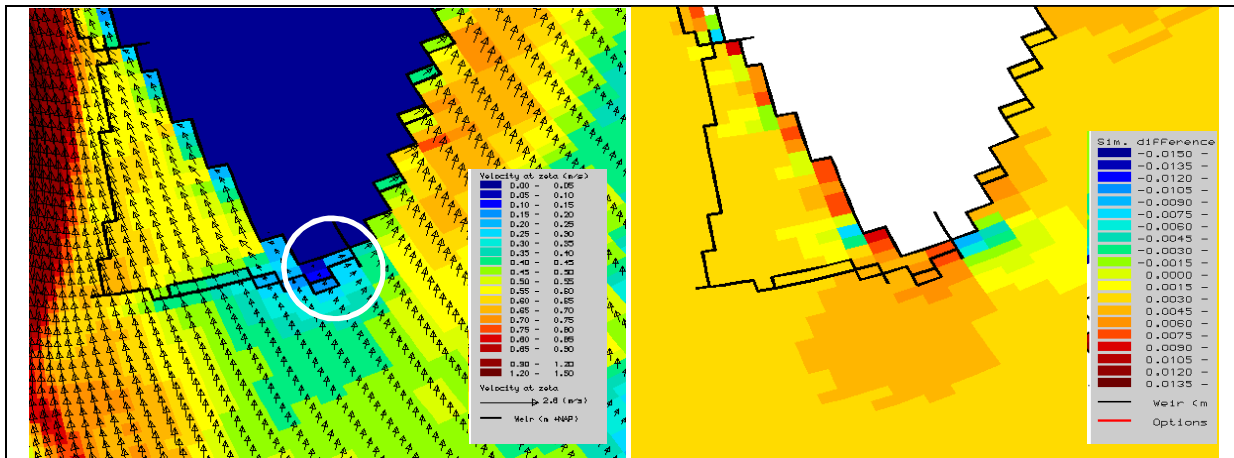 Velocity at zeta (m/s)
0.00 - 0.05
0.05 - 0.10
0.10 - 0.15
0.15 - 0.20
0.20 - 0.25
0.25 - 0.30
0.30 - 0.35
0.35 - 0.40
0.40 - 0.45
0.45 - 0.50
0.50 - 0.55
0.55 - 0.60
0.60 - 0.65
0.65 - 0.70
0.70 - 0.75
0.75 - 0.80
0.80 - 0.85
0.85 - 0.90
0.90 - 1.20
1.20 - 1.50
Velocity at zeta
2.6 (m/s)
Weir (m +NAP)
Sim. difference
-0.0150 -
-0.0135 -
-0.0120 -
-0.0105 -
-0.0090 -
-0.0075 -
-0.0060 -
-0.0045 -
-0.0030 -
-0.0015 -
0.0000 -
0.0015 -
0.0030 -
0.0045 -
0.0060 -
0.0075 -
0.0090 -
0.0105 -
0.0120 -
0.0135 -
Weir (m
Options